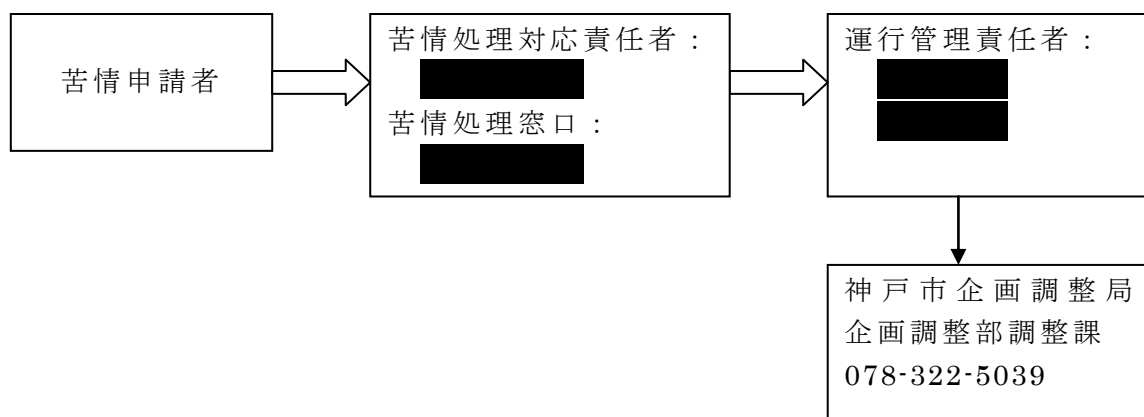 苦情申請者
苦情処理対応責任者：
苦情処理窓口：
運行管理責任者：
神戸市企画調整局
企画調整部調整課
078-322-5039